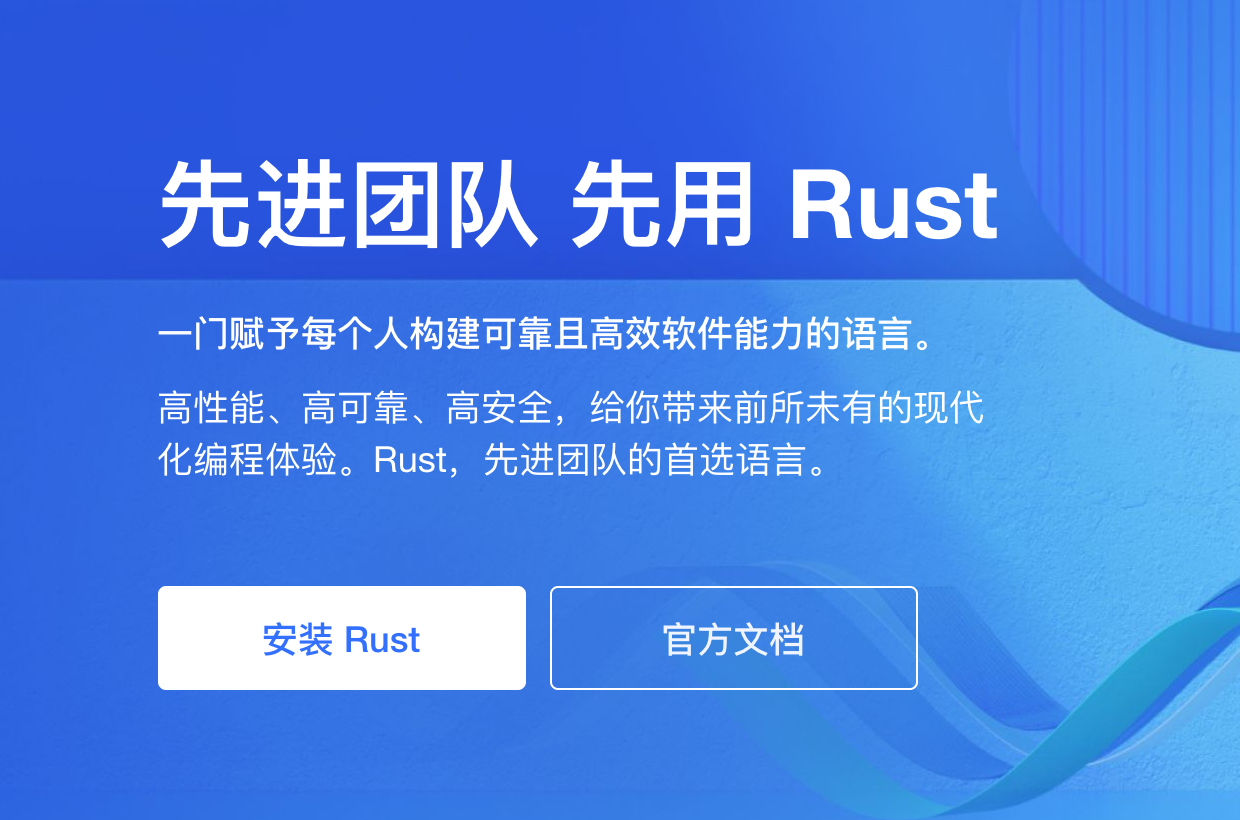 先进团队 先用 Rust
一门赋予每个人构建可靠且高效软件能力的语言。
高性能、高可靠、高安全，给你带来前所未有的现代
化编程体验。Rust，先进团队的首选语言。
安装 Rust
官方文档